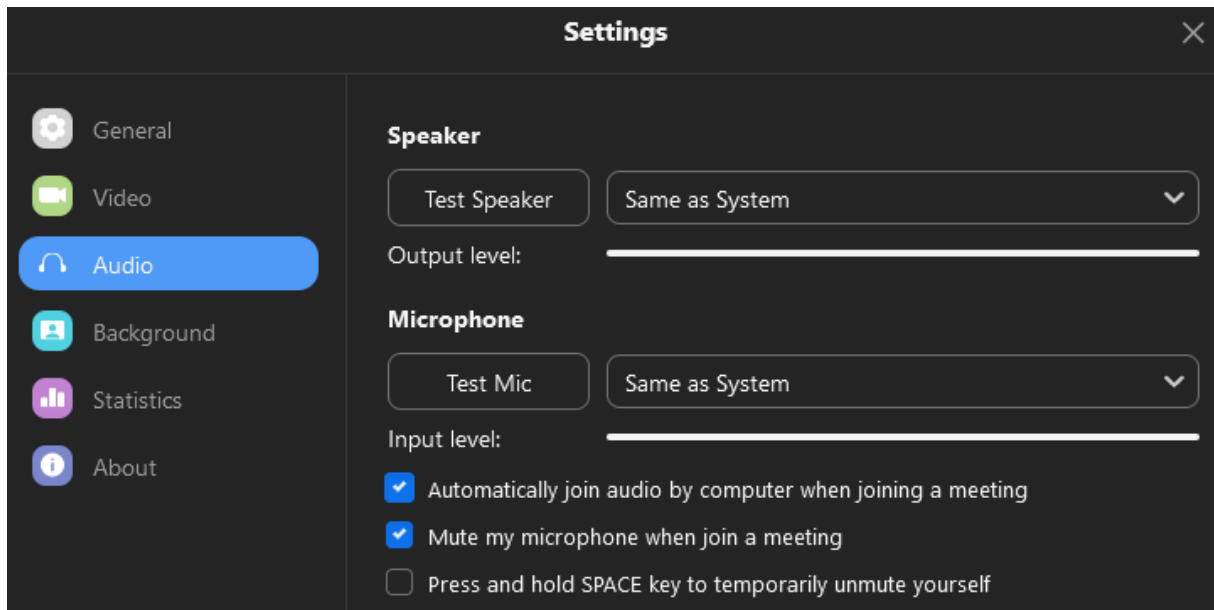 Settings
General
Video
Audio
Background
Statistics
About
Speaker
Test Speaker
Same as System
Output level:
Microphone
Test Mic
Same as System
Input level:
Automatically join audio by computer when joining a meeting
Mute my microphone when join a meeting
Press and hold SPACE key to temporarily unmute yourself